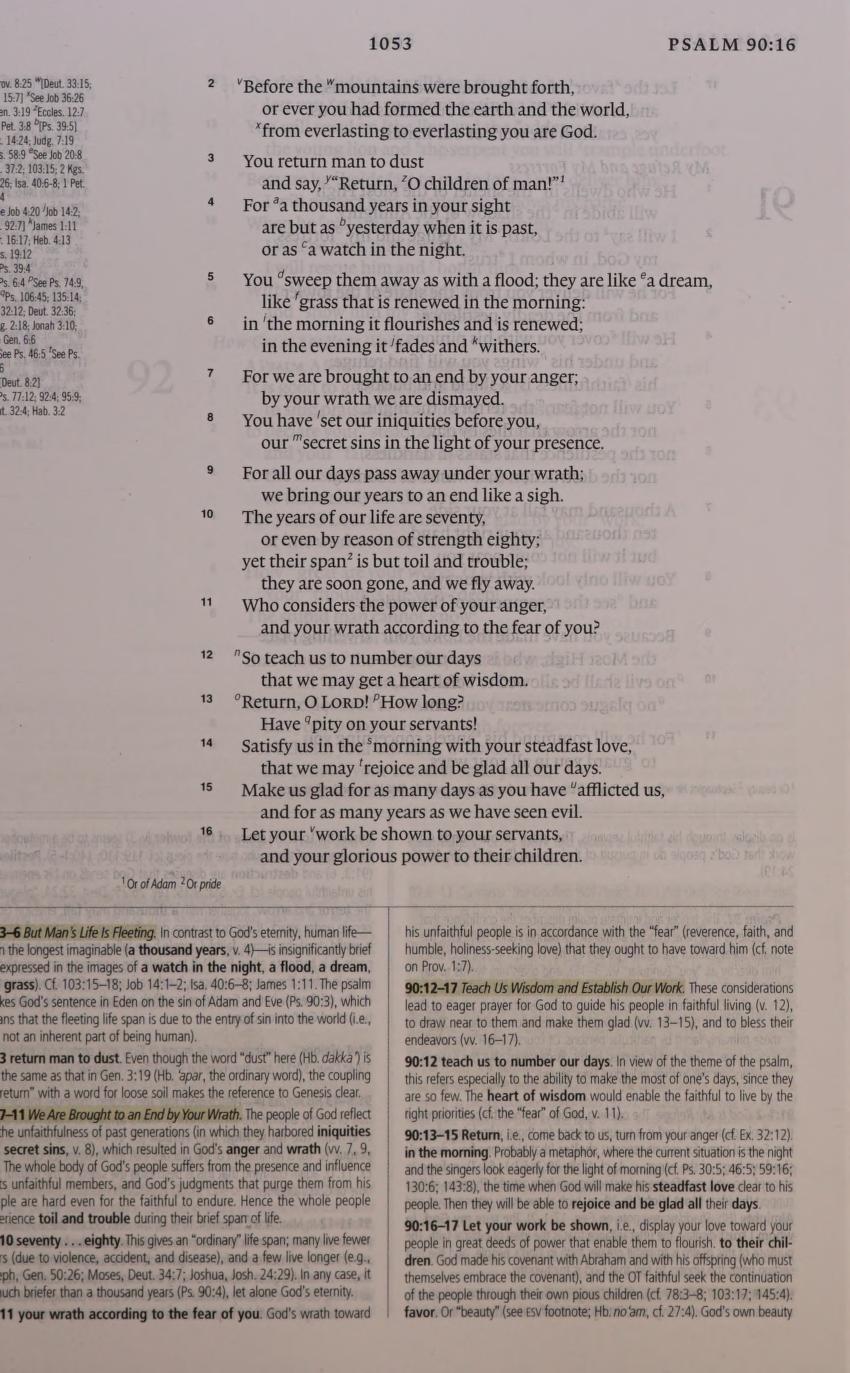 1053
PSALM 90:16
ov. 8:25 w[Deut. 33:15;
15:7] xSee Job 36:26
en. 3:19 zEccles. 12:7
Pet. 3:8 b[Ps. 39:5]
. 14:24; Judg. 7:19
s. 58:9 eSee Job 20:8
. 37:2; 103:15; 2 Kgs.
26; Isa. 40:6-8; 1 Pet.
4
e Job 4:20 jJob 14:2;
. 92:7] kJames 1:11
. 16:17; Heb. 4:13
s. 19:12
Ps. 39:4
Ps. 6:4 pSee Ps. 74:9,
qPs. 106:45; 135:14;
32:12; Deut. 32:36;
g. 2:18; Jonah 3:10;
Gen. 6:6
See Ps. 46:5 tSee Ps.
6
Deut. 8:2]
Ps. 77:12; 92:4; 95:9;
t. 32:4; Hab. 3:2
2 vBefore the wmountains were brought forth,
or ever you had formed the earth and the world,
xfrom everlasting to everlasting you are God.
3 You return man to dust
and say, y“Return, zO children of man!”1
4 For aa thousand years in your sight
are but as byesterday when it is past,
or as ca watch in the night.
5 You dsweep them away as with a flood; they are like ea dream,
like fgrass that is renewed in the morning:
6 in ithe morning it flourishes and is renewed;
in the evening it jfades and kwithers.
7 For we are brought to an end by your anger;
by your wrath we are dismayed.
8 You have lset our iniquities before you,
our msecret sins in the light of your presence.
9 For all our days pass away under your wrath;
we bring our years to an end like a sigh.
10 The years of our life are seventy,
or even by reason of strength eighty;
yet their span2 is but toil and trouble;
they are soon gone, and we fly away.
11 Who considers the power of your anger,
and your wrath according to the fear of you?
12 nSo teach us to number our days
that we may get a heart of wisdom.
13 oReturn, O LORD! pHow long?
Have qpity on your servants!
14 Satisfy us in the smorning with your steadfast love,
that we may trejoice and be glad all our days.
15 Make us glad for as many days as you have uafflicted us,
and for as many years as we have seen evil.
16 Let your vwork be shown to your servants,
and your glorious power to their children.
1 Or of Adam 2 Or pride
3–6 But Man's Life Is Fleeting. In contrast to God's eternity, human life—
n the longest imaginable (a thousand years, v. 4)—is insignificantly brief
expressed in the images of a watch in the night, a flood, a dream,
grass). Cf. 103:15–18; Job 14:1–2; Isa. 40:6–8; James 1:11. The psalm
kes God's sentence in Eden on the sin of Adam and Eve (Ps. 90:3), which
ans that the fleeting life span is due to the entry of sin into the world (i.e.,
not an inherent part of being human).
3 return man to dust. Even though the word “dust” here (Hb. dakka') is
the same as that in Gen. 3:19 (Hb. 'apar, the ordinary word), the coupling
return” with a word for loose soil makes the reference to Genesis clear.
7–11 We Are Brought to an End by Your Wrath. The people of God reflect
he unfaithfulness of past generations (in which they harbored iniquities
secret sins, v. 8), which resulted in God's anger and wrath (vv. 7, 9,
The whole body of God's people suffers from the presence and influence
ts unfaithful members, and God's judgments that purge them from his
ple are hard even for the faithful to endure. Hence the whole people
erience toil and trouble during their brief span of life.
10 seventy . . . eighty. This gives an “ordinary” life span; many live fewer
rs (due to violence, accident, and disease), and a few live longer (e.g.,
eph, Gen. 50:26; Moses, Deut. 34:7; Joshua, Josh. 24:29). In any case, it
uch briefer than a thousand years (Ps. 90:4), let alone God's eternity.
11 your wrath according to the fear of you. God's wrath toward
his unfaithful people is in accordance with the “fear” (reverence, faith, and
humble, holiness-seeking love) that they ought to have toward him (cf. note
on Prov. 1:7).
90:12–17 Teach Us Wisdom and Establish Our Work. These considerations
lead to eager prayer for God to guide his people in faithful living (v. 12),
to draw near to them and make them glad (vv. 13–15), and to bless their
endeavors (vv. 16–17).
90:12 teach us to number our days. In view of the theme of the psalm,
this refers especially to the ability to make the most of one's days, since they
are so few. The heart of wisdom would enable the faithful to live by the
right priorities (cf. the “fear” of God, v. 11).
90:13–15 Return, i.e., come back to us, turn from your anger (cf. Ex. 32:12).
in the morning. Probably a metaphor, where the current situation is the night
and the singers look eagerly for the light of morning (cf. Ps. 30:5; 46:5; 59:16;
130:6; 143:8), the time when God will make his steadfast love clear to his
people. Then they will be able to rejoice and be glad all their days.
90:16–17 Let your work be shown, i.e., display your love toward your
people in great deeds of power that enable them to flourish. to their chil-
dren. God made his covenant with Abraham and with his offspring (who must
themselves embrace the covenant), and the OT faithful seek the continuation
of the people through their own pious children (cf. 78:3–8; 103:17; 145:4).
favor. Or “beauty” (see ESV footnote; Hb. no'am, cf. 27:4). God's own beauty